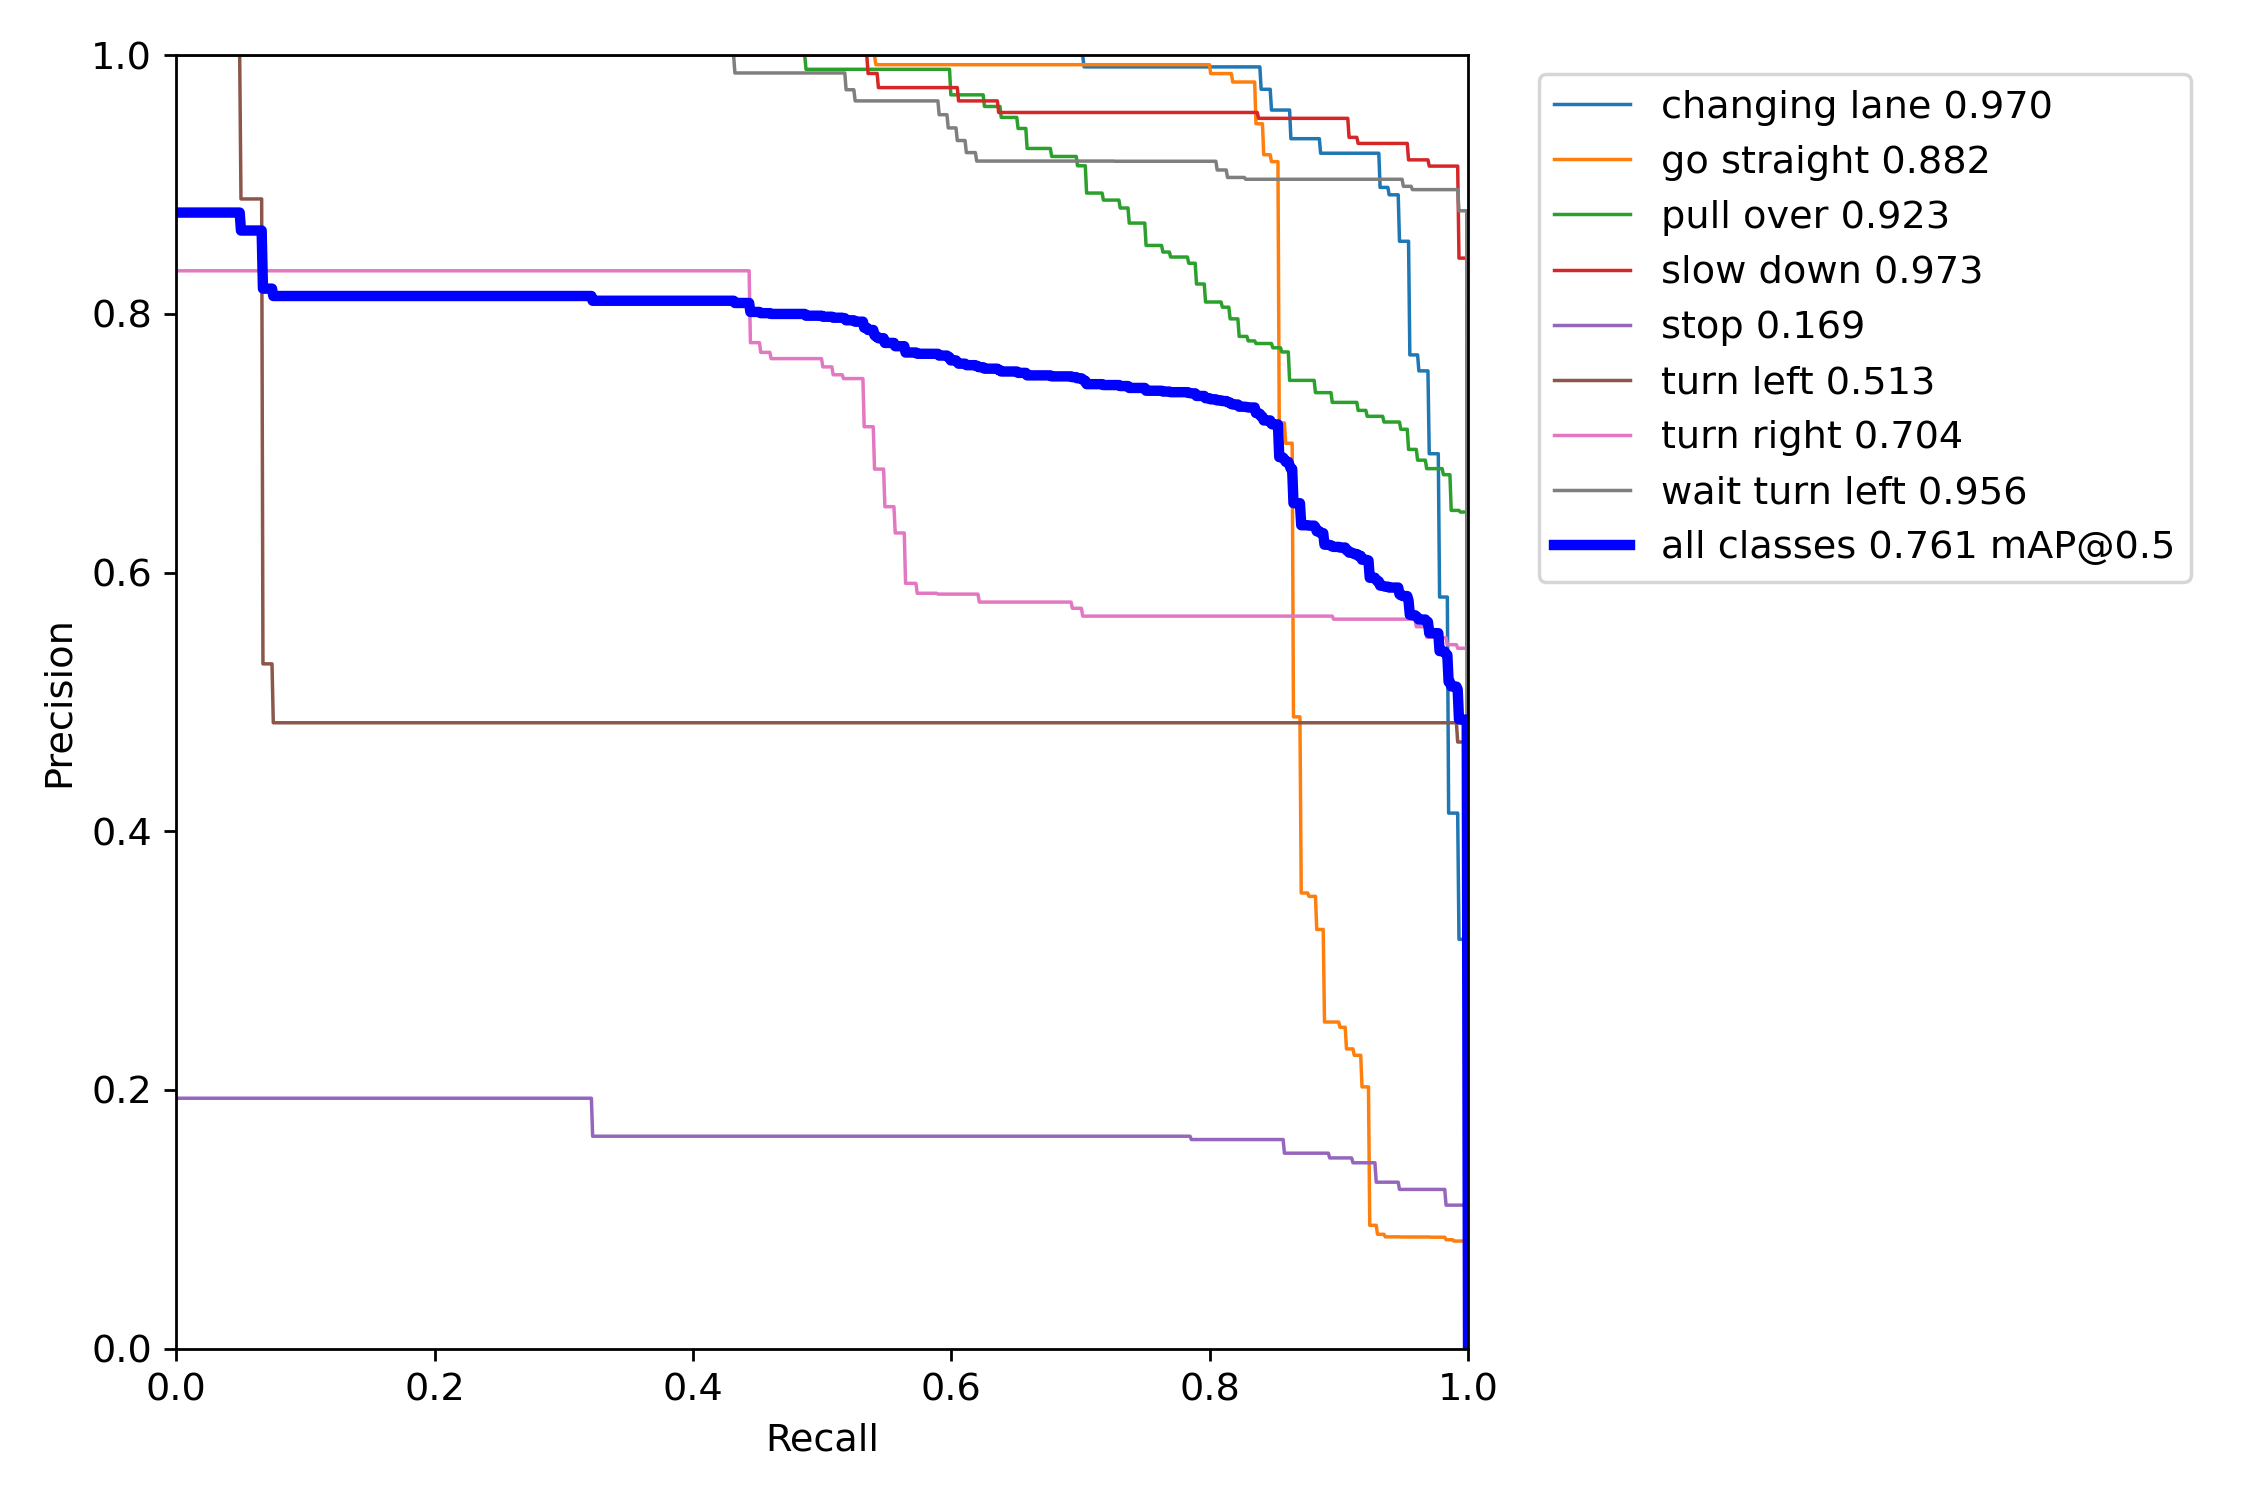 1.0
0.8
0.6
0.4
0.2
0.0
Precision
0.0 0.2 0.4 0.6 0.8 1.0
Recall
changing lane 0.970
go straight 0.882
pull over 0.923
slow down 0.973
stop 0.169
turn left 0.513
turn right 0.704
wait turn left 0.956
all classes 0.761 mAP@0.5